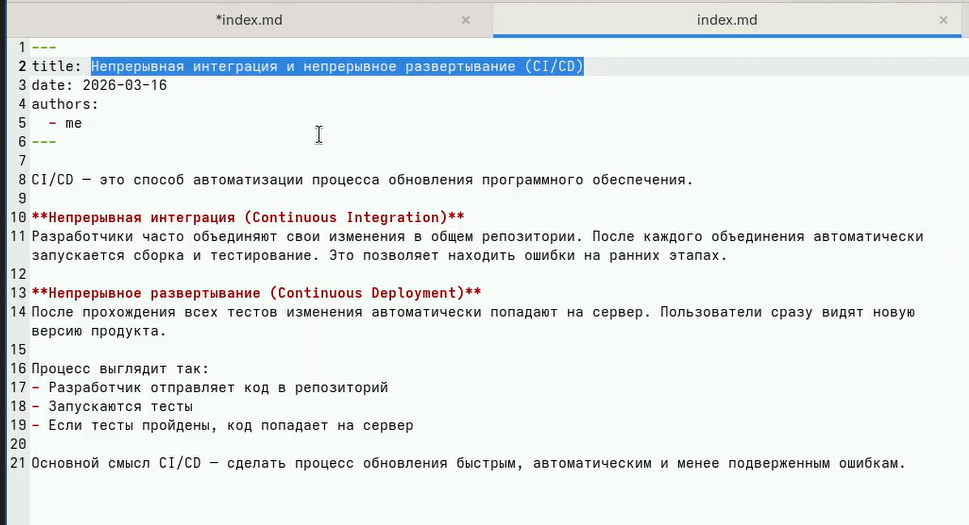 *index.md × index.md ×
1 ---
2 title: Непрерывная интеграция и непрерывное развертывание (CI/CD)
3 date: 2026-03-16
4 authors:
5   - me
6 ---
7
8 CI/CD — это способ автоматизации процесса обновления программного обеспечения.
9
10 **Непрерывная интеграция (Continuous Integration)**
11 Разработчики часто объединяют свои изменения в общем репозитории. После каждого объединения автоматически
запускается сборка и тестирование. Это позволяет находить ошибки на ранних этапах.
12
13 **Непрерывное развертывание (Continuous Deployment)**
14 После прохождения всех тестов изменения автоматически попадают на сервер. Пользователи сразу видят новую
версию продукта.
15
16 Процесс выглядит так:
17 - Разработчик отправляет код в репозиторий
18 - Запускаются тесты
19 - Если тесты пройдены, код попадает на сервер
20
21 Основной смысл CI/CD — сделать процесс обновления быстрым, автоматическим и менее подверженным ошибкам.